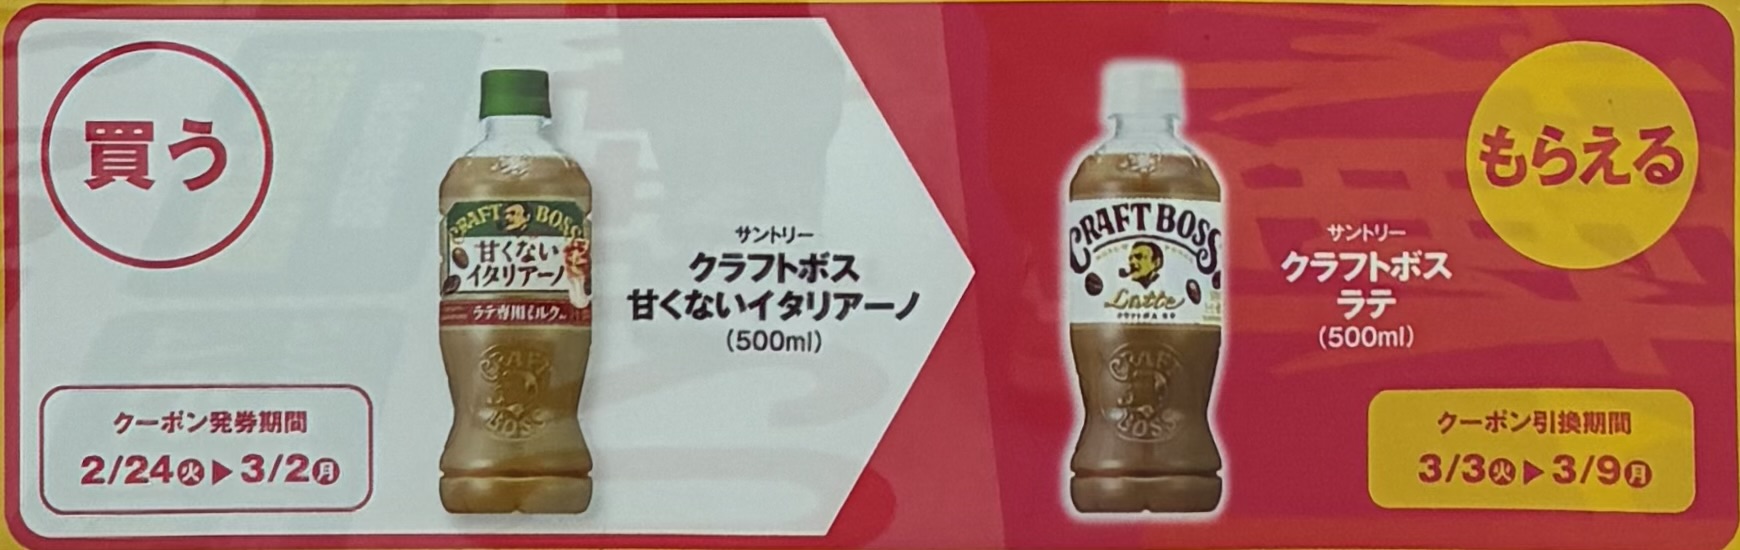 買う
CRAFT BOSS
甘くない
イタリアーノ
ラテ専用ミルク
CRAFT
BOSS
サントリー
クラフトボス
甘くないイタリアーノ
(500ml)
クーポン発券期間
2/24㊋▶3/2㊊
もらえる
CRAFT BOSS
Latte
CRAFT
BOSS
サントリー
クラフトボス
ラテ
(500ml)
クーポン引換期間
3/3㊋▶3/9㊊